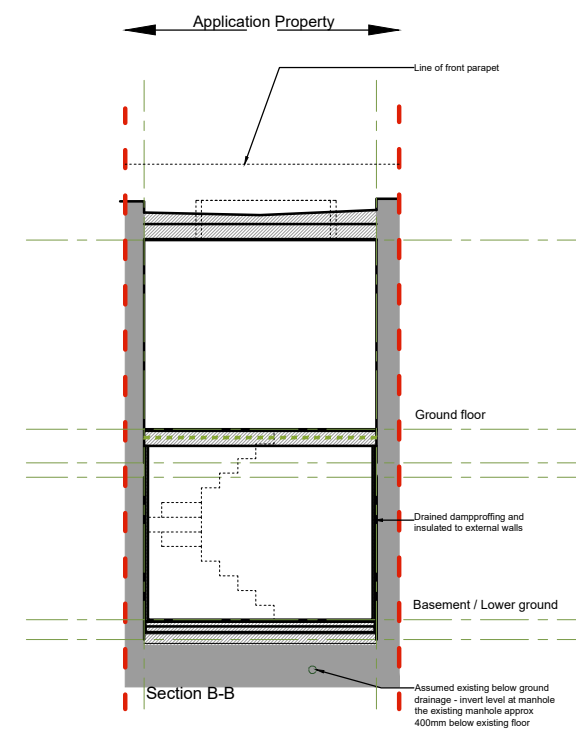 Application Property
Line of front parapet
Ground floor
Drained dampproffing and
insulated to external walls
Basement / Lower ground
Section B-B
Assumed existing below ground
drainage - invert level at manhole
the existing manhole approx
400mm below existing floor